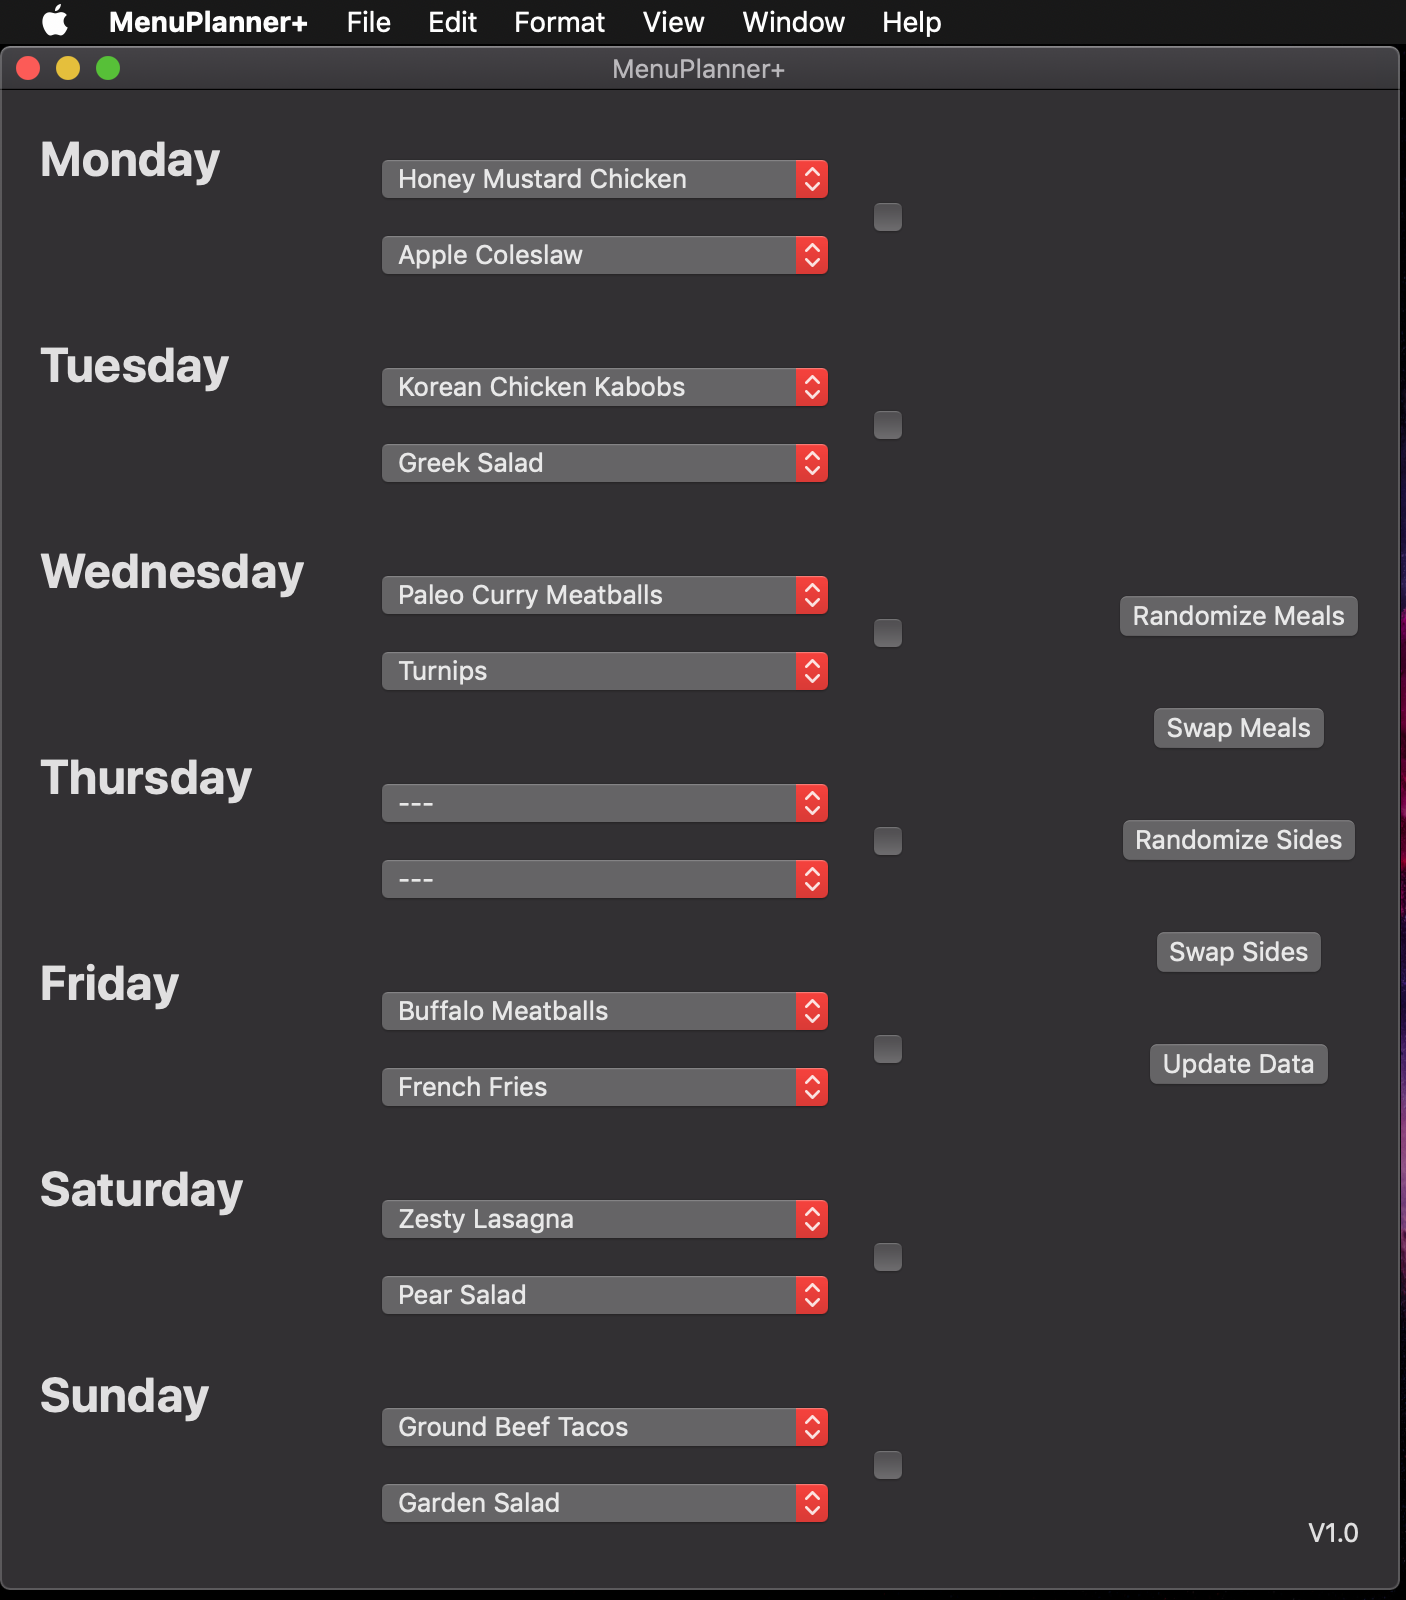 MenuPlanner+ File Edit Format View Window Help
MenuPlanner+
Monday
Honey Mustard Chicken
Apple Coleslaw
Tuesday
Korean Chicken Kabobs
Greek Salad
Wednesday
Paleo Curry Meatballs
Turnips
Randomize Meals
Swap Meals
Thursday
---
---
Randomize Sides
Swap Sides
Friday
Buffalo Meatballs
French Fries
Update Data
Saturday
Zesty Lasagna
Pear Salad
Sunday
Ground Beef Tacos
Garden Salad
V1.0